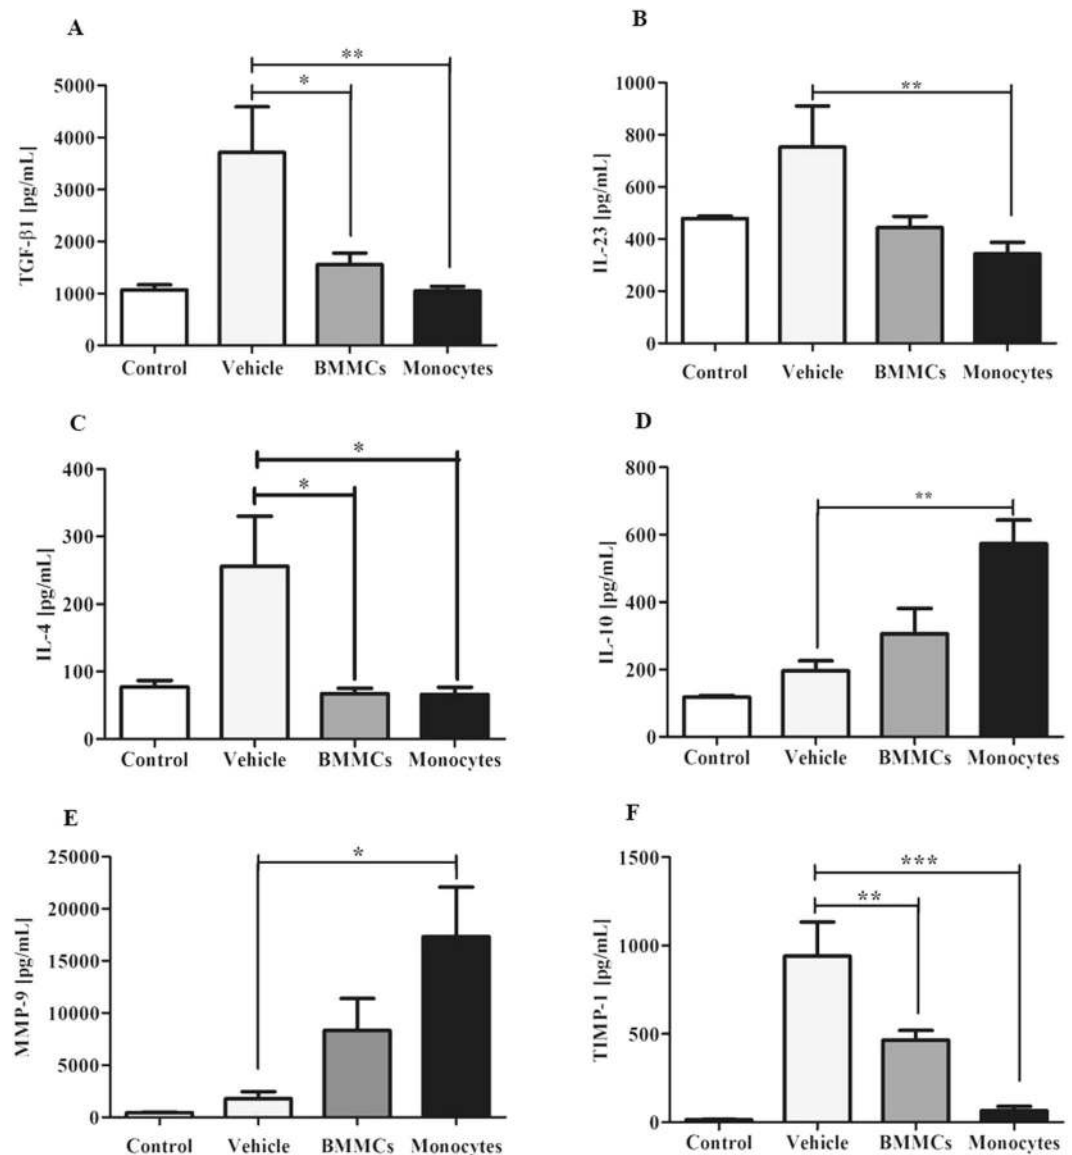 A
**
*
5000
4000
3000
2000
1000
0
TGF-β1 [pg/mL]
Control Vehicle BMMCs Monocytes
B
**
1000
800
600
400
200
0
IL-23 [pg/mL]
Control Vehicle BMMCs Monocytes
C
*
*
400
300
200
100
0
IL-4 [pg/mL]
Control Vehicle BMMCs Monocytes
D
**
800
600
400
200
0
IL-10 [pg/mL]
Control Vehicle BMMCs Monocytes
E
*
25000
20000
15000
10000
5000
0
MMP-9 [pg/mL]
Control Vehicle BMMCs Monocytes
F
***
**
1500
1000
500
0
TIMP-1 [pg/mL]
Control Vehicle BMMCs Monocytes